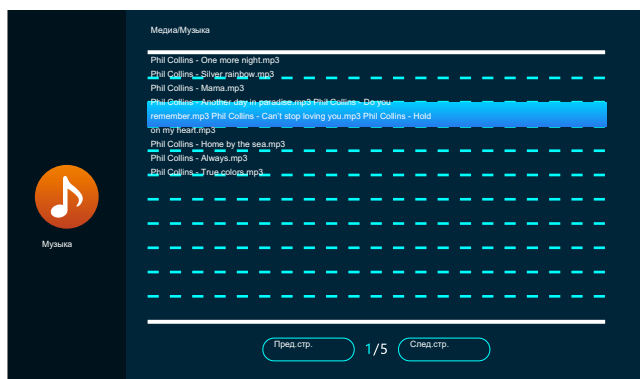 Медиа/Музыка
Phil Collins - One more night.mp3
Phil Collins - Silver rainbow.mp3
Phil Collins - Mama.mp3
Phil Collins - Another day in paradise.mp3 Phil Collins - Do you
remember.mp3 Phil Collins - Can't stop loving you.mp3 Phil Collins - Hold
on my heart.mp3
Phil Collins - Home by the sea.mp3
Phil Collins - Always.mp3
Phil Collins - True colors.mp3
Музыка
Пред.стр. 1/5 След.стр.